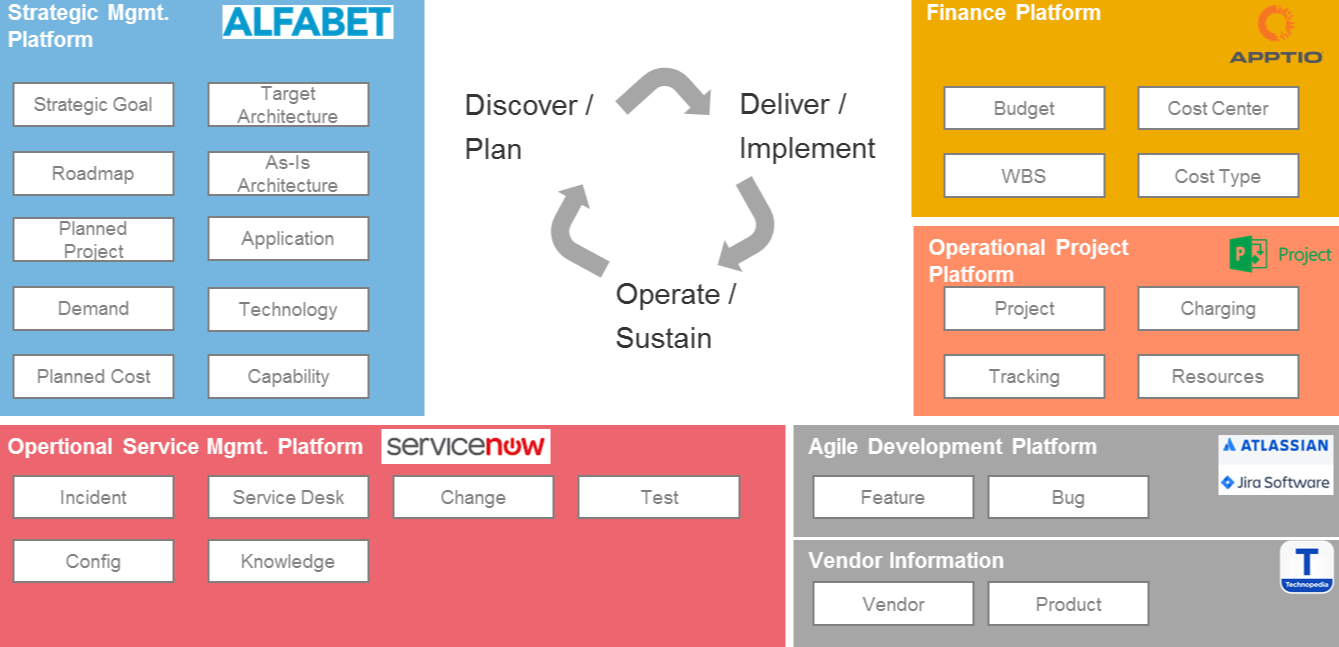 Strategic Mgmt.
Platform
ALFABET
Strategic Goal
Target
Architecture
Roadmap
As-Is
Architecture
Planned
Project
Application
Demand
Technology
Planned Cost
Capability
Discover /
Plan
Deliver /
Implement
Operate /
Sustain
Finance Platform
APPTIO
Budget
Cost Center
WBS
Cost Type
Operational Project
Platform
P
Project
Project
Charging
Tracking
Resources
Opertional Service Mgmt. Platform
servicenow
Incident
Service Desk
Change
Test
Config
Knowledge
Agile Development Platform
ATLASSIAN
Jira Software
Feature
Bug
Vendor Information
T
Technopedia
Vendor
Product